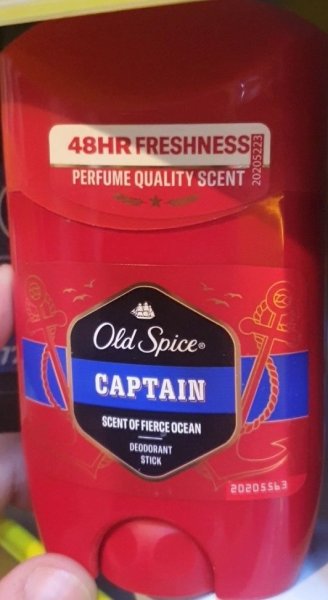 48HR FRESHNESS
PERFUME QUALITY SCENT
20205223
Old Spice®
CAPTAIN
SCENT OF FIERCE OCEAN
DEODORANT
STICK
20205563